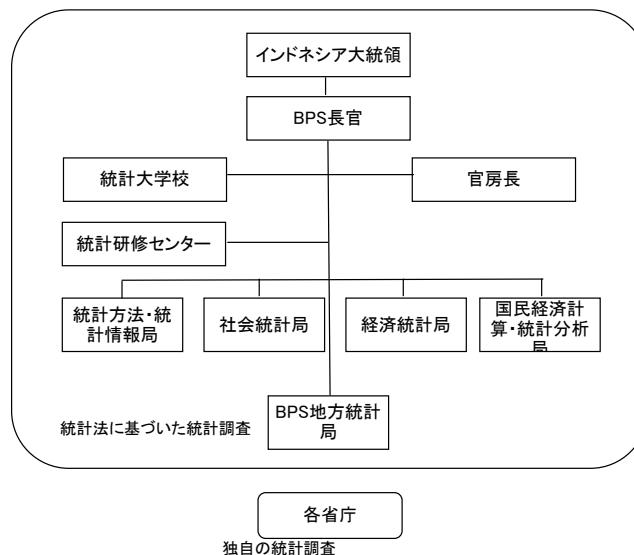 インドネシア大統領
BPS長官
統計大学校
官房長
統計研修センター
統計方法・統
計情報局
社会統計局
経済統計局
国民経済計
算・統計分析
局
BPS地方統計
局
統計法に基づいた統計調査
各省庁
独自の統計調査